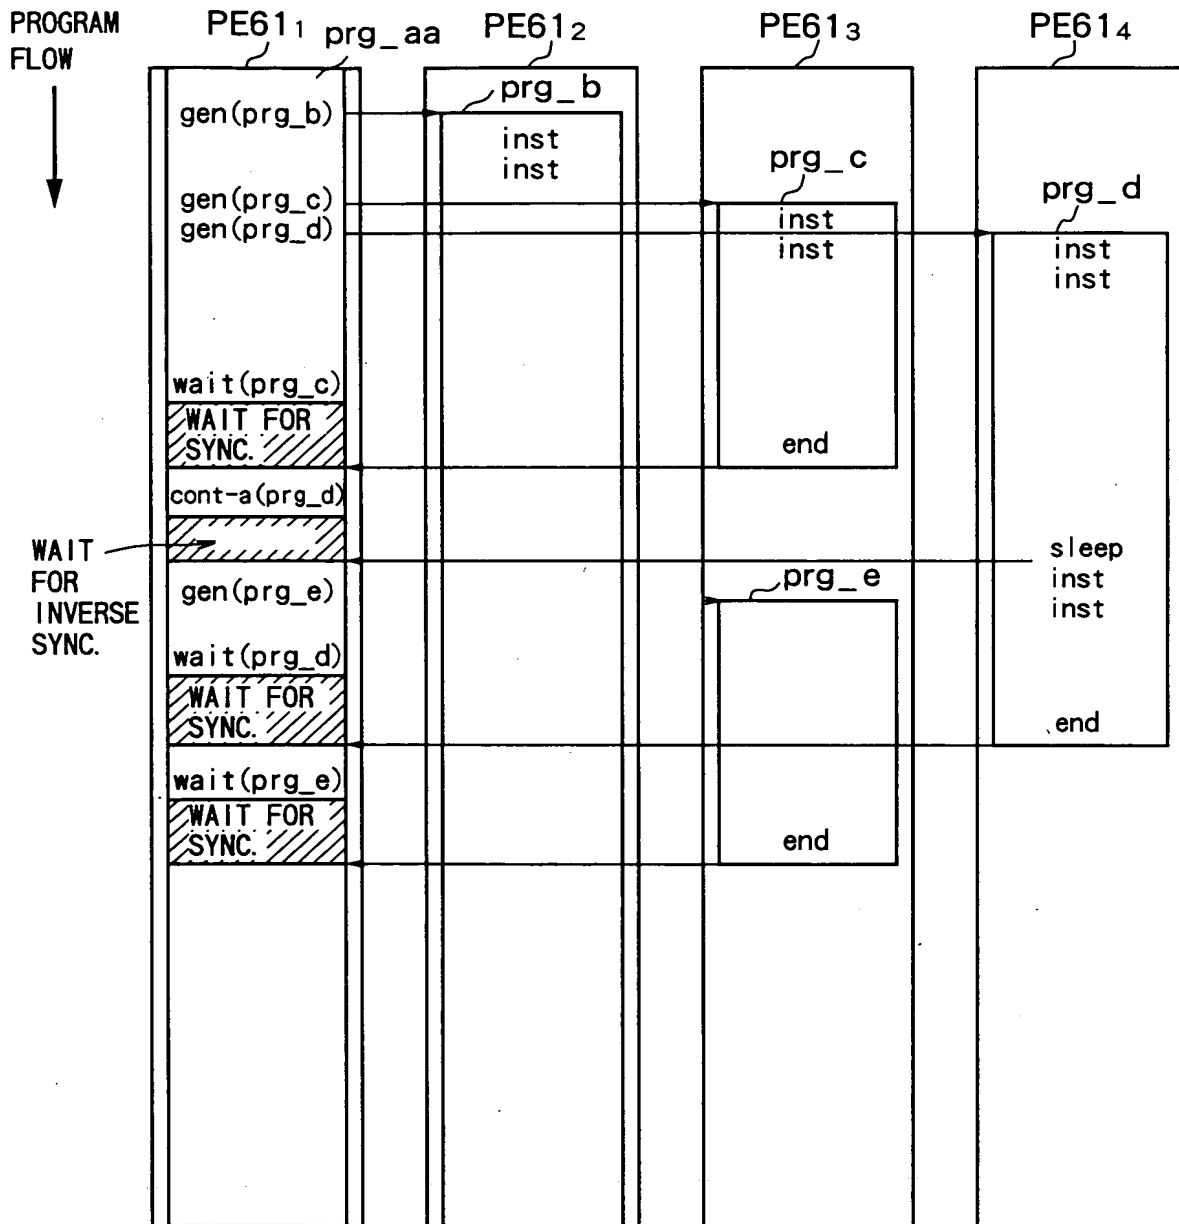 PROGRAM
FLOW
PE61₁
prg_aa
PE61₂
PE61₃
PE61₄
gen(prg_b)
prg_b
inst
inst
gen(prg_c)
prg_c
inst
inst
gen(prg_d)
prg_d
inst
inst
wait(prg_c)
WAIT FOR
SYNC.
end
cont-a(prg_d)
WAIT
FOR
INVERSE
SYNC.
sleep
inst
inst
gen(prg_e)
prg_e
wait(prg_d)
WAIT FOR
SYNC.
end
wait(prg_e)
WAIT FOR
SYNC.
end